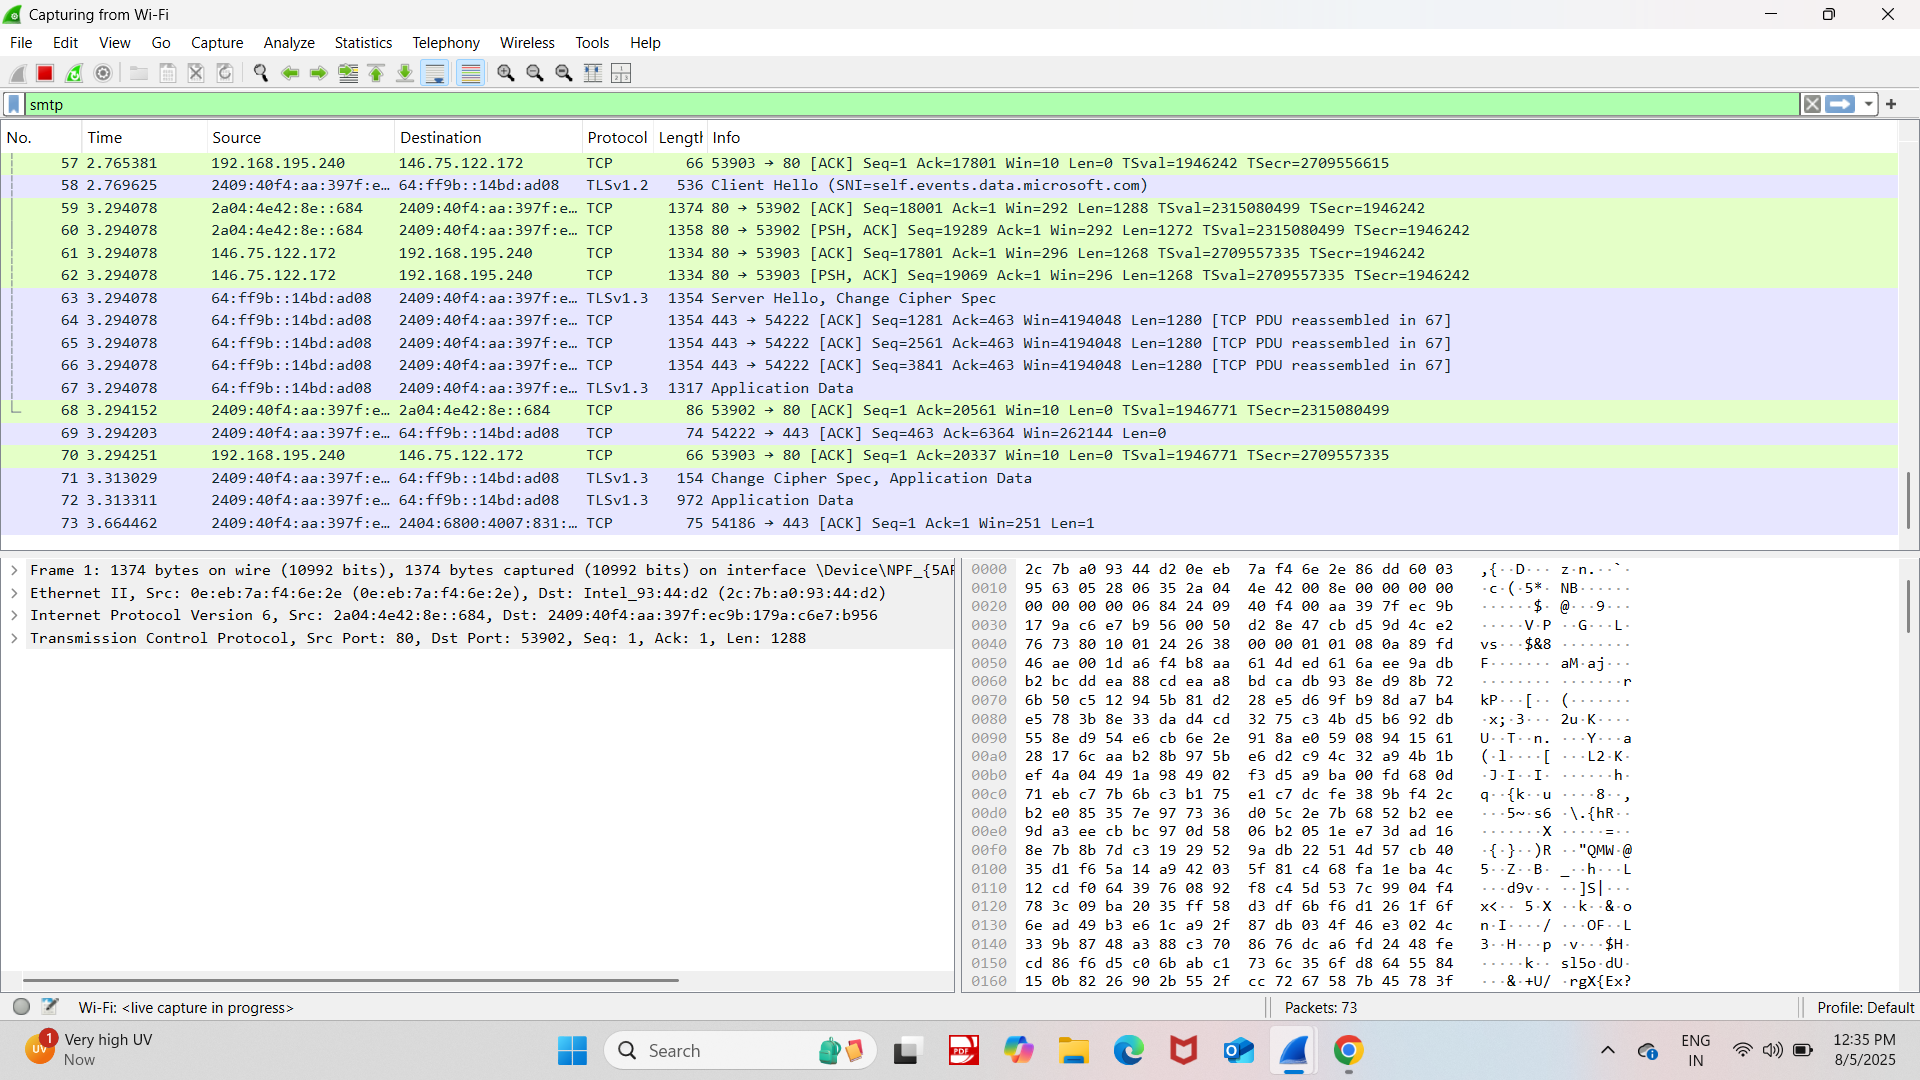 Capturing from Wi-Fi
File Edit View Go Capture Analyze Statistics Telephony Wireless Tools Help
smtp
No. Time Source Destination Protocol Length Info
57 2.765381 192.168.195.240 146.75.122.172 TCP 66 53903 → 80 [ACK] Seq=1 Ack=17801 Win=10 Len=0 TSval=1946242 TSecr=2709556615
58 2.769625 2409:40f4:aa:397f:e… 64:ff9b::14bd:ad08 TLSv1.2 536 Client Hello (SNI=self.events.data.microsoft.com)
59 3.294078 2a04:4e42:8e::684 2409:40f4:aa:397f:e… TCP 1374 80 → 53902 [ACK] Seq=18001 Ack=1 Win=292 Len=1288 TSval=2315080499 TSecr=1946242
60 3.294078 2a04:4e42:8e::684 2409:40f4:aa:397f:e… TCP 1358 80 → 53902 [PSH, ACK] Seq=19289 Ack=1 Win=292 Len=1272 TSval=2315080499 TSecr=1946242
61 3.294078 146.75.122.172 192.168.195.240 TCP 1334 80 → 53903 [ACK] Seq=17801 Ack=1 Win=296 Len=1268 TSval=2709557335 TSecr=1946242
62 3.294078 146.75.122.172 192.168.195.240 TCP 1334 80 → 53903 [PSH, ACK] Seq=19069 Ack=1 Win=296 Len=1268 TSval=2709557335 TSecr=1946242
63 3.294078 64:ff9b::14bd:ad08 2409:40f4:aa:397f:e… TLSv1.3 1354 Server Hello, Change Cipher Spec
64 3.294078 64:ff9b::14bd:ad08 2409:40f4:aa:397f:e… TCP 1354 443 → 54222 [ACK] Seq=1281 Ack=463 Win=4194048 Len=1280 [TCP PDU reassembled in 67]
65 3.294078 64:ff9b::14bd:ad08 2409:40f4:aa:397f:e… TCP 1354 443 → 54222 [ACK] Seq=2561 Ack=463 Win=4194048 Len=1280 [TCP PDU reassembled in 67]
66 3.294078 64:ff9b::14bd:ad08 2409:40f4:aa:397f:e… TCP 1354 443 → 54222 [ACK] Seq=3841 Ack=463 Win=4194048 Len=1280 [TCP PDU reassembled in 67]
67 3.294078 64:ff9b::14bd:ad08 2409:40f4:aa:397f:e… TLSv1.3 1317 Application Data
68 3.294152 2409:40f4:aa:397f:e… 2a04:4e42:8e::684 TCP 86 53902 → 80 [ACK] Seq=1 Ack=20561 Win=10 Len=0 TSval=1946771 TSecr=2315080499
69 3.294203 2409:40f4:aa:397f:e… 64:ff9b::14bd:ad08 TCP 74 54222 → 443 [ACK] Seq=463 Ack=6364 Win=262144 Len=0
70 3.294251 192.168.195.240 146.75.122.172 TCP 66 53903 → 80 [ACK] Seq=1 Ack=20337 Win=10 Len=0 TSval=1946771 TSecr=2709557335
71 3.313029 2409:40f4:aa:397f:e… 64:ff9b::14bd:ad08 TLSv1.3 154 Change Cipher Spec, Application Data
72 3.313311 2409:40f4:aa:397f:e… 64:ff9b::14bd:ad08 TLSv1.3 972 Application Data
73 3.664462 2409:40f4:aa:397f:e… 2404:6800:4007:831:… TCP 75 54186 → 443 [ACK] Seq=1 Ack=1 Win=251 Len=1
Frame 1: 1374 bytes on wire (10992 bits), 1374 bytes captured (10992 bits) on interface \Device\NPF_{5AF
Ethernet II, Src: 0e:eb:7a:f4:6e:2e (0e:eb:7a:f4:6e:2e), Dst: Intel_93:44:d2 (2c:7b:a0:93:44:d2)
Internet Protocol Version 6, Src: 2a04:4e42:8e::684, Dst: 2409:40f4:aa:397f:ec9b:179a:c6e7:b956
Transmission Control Protocol, Src Port: 80, Dst Port: 53902, Seq: 1, Ack: 1, Len: 1288
0000 2c 7b a0 93 44 d2 0e eb 7a f4 6e 2e 86 dd 60 03 ,{··D··· z·n.··`·
0010 95 63 05 28 06 35 2a 04 4e 42 00 8e 00 00 00 00 ·c·(·5*· NB······
0020 00 00 00 00 06 84 24 09 40 f4 00 aa 39 7f ec 9b ······$· @···9···
0030 17 9a c6 e7 b9 56 00 50 d2 8e 47 cb d5 9d 4c e2 ·····V·P ··G···L·
0040 76 73 80 10 01 24 26 38 00 00 01 01 08 0a 89 fd vs···$&8 ········
0050 46 ae 00 1d a6 f4 b8 aa 61 4d ed 61 6a ee 9a db F······· aM·aj···
0060 b2 bc dd ea 88 cd ea a8 bd ca db 93 8e d9 8b 72 ········ ·······r
0070 6b 50 c5 12 94 5b 81 d2 28 e5 d6 9f b9 8d a7 b4 kP···[·· (·······
0080 e5 78 3b 8e 33 da d4 cd 32 75 c3 4b d5 b6 92 db ·x;·3··· 2u·K····
0090 55 8e d9 54 e6 cb 6e 2e 91 8a e0 59 08 94 15 61 U··T··n. ···Y···a
00a0 28 17 6c aa b2 8b 97 5b e6 d2 c9 4c 32 a9 4b 1b (·l····[ ···L2·K·
00b0 ef 4a 04 49 1a 98 49 02 f3 d5 a9 ba 00 fd 68 0d ·J·I··I· ······h·
00c0 71 eb c7 7b 6b c3 b1 75 e1 c7 dc fe 38 9b f4 2c q··{k··u ····8··,
00d0 b2 e0 85 35 7e 97 73 36 d0 5c 2e 7b 68 52 b2 ee ···5~·s6 ·\.{hR··
00e0 9d a3 ee cb bc 97 0d 58 06 b2 05 1e e7 3d ad 16 ·······X ·····=··
00f0 8e 7b 8b 7d c3 19 29 52 9a db 22 51 4d 57 cb 40 ·{·}··)R ··"QMW·@
0100 35 d1 f6 5a 14 a9 42 03 5f 81 c4 68 fa 1e ba 4c 5··Z··B· _··h···L
0110 12 cd f0 64 39 76 08 92 f8 c4 5d 53 7c 99 04 f4 ···d9v·· ··]S|···
0120 78 3c 09 ba 20 35 ff 58 d3 df 6b f6 d1 26 1f 6f x<·· 5·X ··k··&·o
0130 6e ad 49 b3 e6 1c a9 2f 87 db 03 4f 46 e3 02 4c n·I····/ ···OF··L
0140 33 9b 87 48 a3 88 c3 70 86 76 dc a6 fd 24 48 fe 3··H···p ·v···$H·
0150 cd 86 f6 d5 c0 6b ab c1 73 6c 35 6f d8 64 55 84 ·····k·· sl5o·dU·
0160 15 0b 82 26 90 2b 55 2f cc 72 67 58 7b 45 78 3f ···&·+U/ ·rgX{Ex?
Wi-Fi: <live capture in progress> Packets: 73 Profile: Default
1
UV
Very high UV
Now
Search
PDF
ENG
IN
12:35 PM
8/5/2025